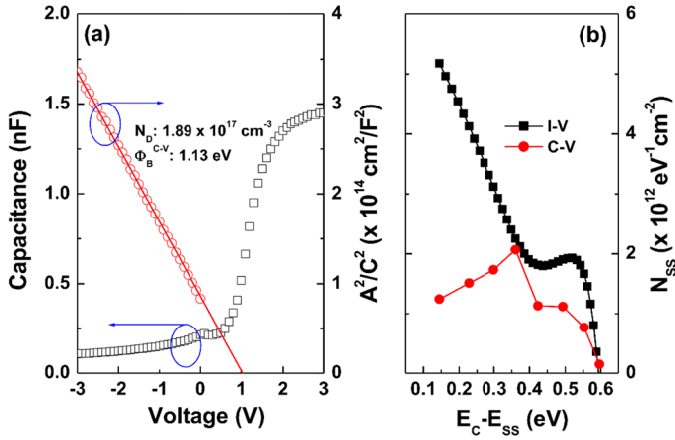 (a)
N_D: 1.89 x 10^17 cm^-3
Φ_B^C-V: 1.13 eV
Capacitance (nF)
2.0
1.5
1.0
0.5
0.0
-3 -2 -1 0 1 2 3
Voltage (V)
4
3
2
1
0
A^2/C^2 (x 10^14 cm^2/F^2)
(b)
I-V
C-V
0.1 0.2 0.3 0.4 0.5 0.6
E_C-E_SS (eV)
6
4
2
0
N_SS (x 10^12 eV^-1cm^-2)